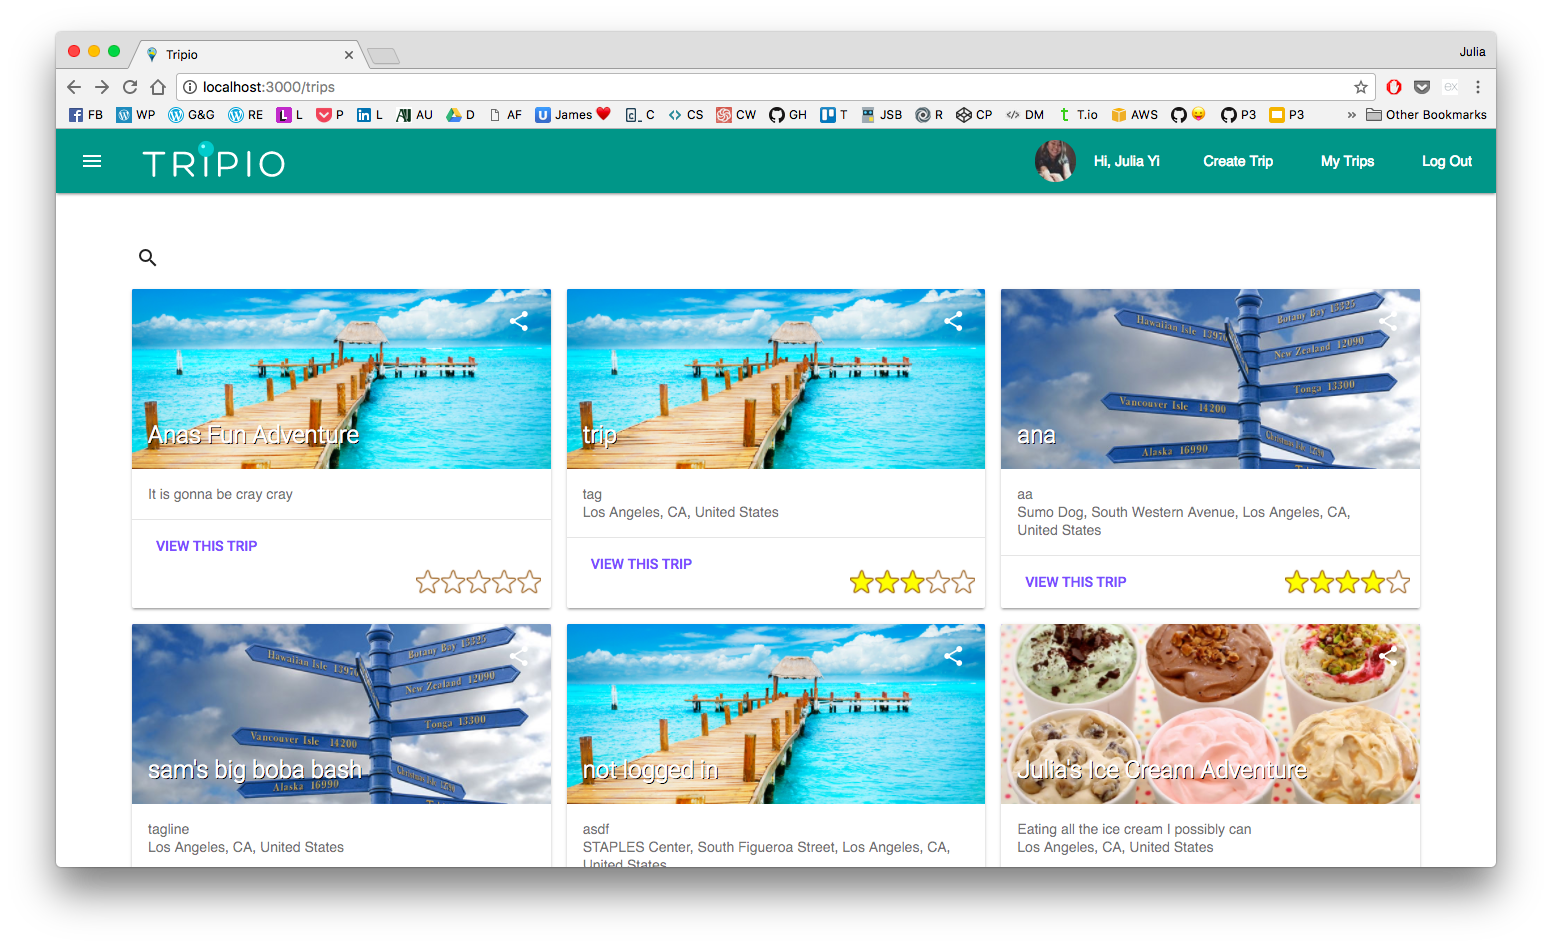 Tripio
Julia
localhost:3000/trips
FB WP G&G RE L L P L AU D AF James C CS CW GH T JSB R CP DM T.io AWS P3 P3 » Other Bookmarks
TRIPIO Hi, Julia Yi Create Trip My Trips Log Out
Hawaiian Isle 13970
Botany Bay 13325
New Zealand 12090
Tonga 13300
Vancouver Isle 14200
Alaska 16990
Anas Fun Adventure
trip
ana
It is gonna be cray cray
VIEW THIS TRIP
tag
Los Angeles, CA, United States
VIEW THIS TRIP
aa
Sumo Dog, South Western Avenue, Los Angeles, CA,
United States
VIEW THIS TRIP
Hawaiian Isle 13970
Botany Bay 13325
New Zealand 12090
Tonga 13300
Vancouver Isle 14200
Alaska 16990
sam's big boba bash
not logged in
Julia's Ice Cream Adventure
tagline
Los Angeles, CA, United States
asdf
STAPLES Center, South Figueroa Street, Los Angeles, CA,
United States
Eating all the ice cream I possibly can
Los Angeles, CA, United States